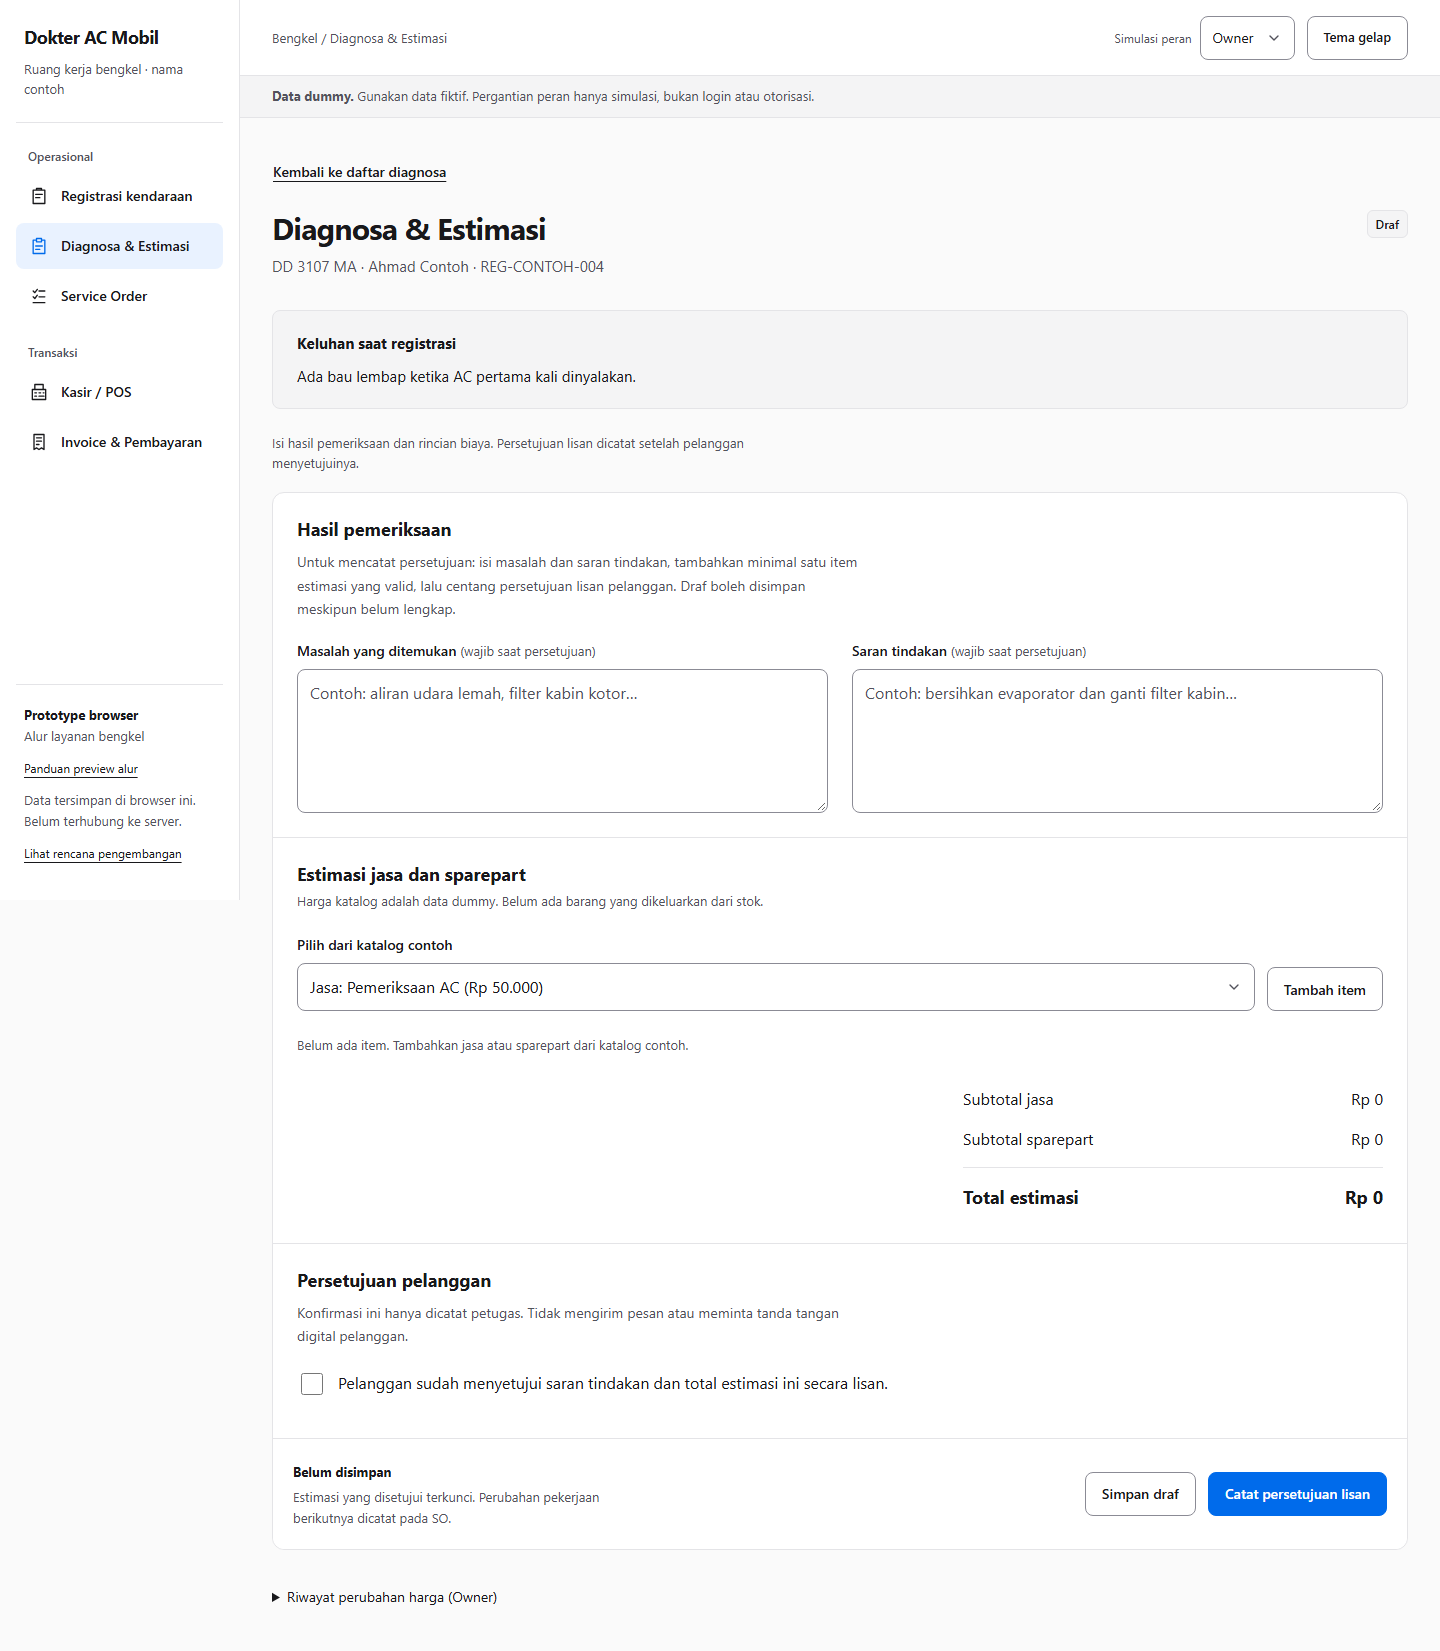 Dokter AC Mobil
Ruang kerja bengkel · nama
contoh
Operasional
Registrasi kendaraan
Diagnosa & Estimasi
Service Order
Transaksi
Kasir / POS
Invoice & Pembayaran
Prototype browser
Alur layanan bengkel
Panduan preview alur
Data tersimpan di browser ini.
Belum terhubung ke server.
Lihat rencana pengembangan
Bengkel / Diagnosa & Estimasi
Simulasi peran
Owner
Tema gelap
Data dummy. Gunakan data fiktif. Pergantian peran hanya simulasi, bukan login atau otorisasi.
Kembali ke daftar diagnosa
Diagnosa & Estimasi
Draf
DD 3107 MA · Ahmad Contoh · REG-CONTOH-004
Keluhan saat registrasi
Ada bau lembap ketika AC pertama kali dinyalakan.
Isi hasil pemeriksaan dan rincian biaya. Persetujuan lisan dicatat setelah pelanggan
menyetujuinya.
Hasil pemeriksaan
Untuk mencatat persetujuan: isi masalah dan saran tindakan, tambahkan minimal satu item
estimasi yang valid, lalu centang persetujuan lisan pelanggan. Draf boleh disimpan
meskipun belum lengkap.
Masalah yang ditemukan (wajib saat persetujuan)
Contoh: aliran udara lemah, filter kabin kotor...
Saran tindakan (wajib saat persetujuan)
Contoh: bersihkan evaporator dan ganti filter kabin...
Estimasi jasa dan sparepart
Harga katalog adalah data dummy. Belum ada barang yang dikeluarkan dari stok.
Pilih dari katalog contoh
Jasa: Pemeriksaan AC (Rp 50.000)
Tambah item
Belum ada item. Tambahkan jasa atau sparepart dari katalog contoh.
Subtotal jasa Rp 0
Subtotal sparepart Rp 0
Total estimasi Rp 0
Persetujuan pelanggan
Konfirmasi ini hanya dicatat petugas. Tidak mengirim pesan atau meminta tanda tangan
digital pelanggan.
Pelanggan sudah menyetujui saran tindakan dan total estimasi ini secara lisan.
Belum disimpan
Estimasi yang disetujui terkunci. Perubahan pekerjaan
berikutnya dicatat pada SO.
Simpan draf
Catat persetujuan lisan
Riwayat perubahan harga (Owner)